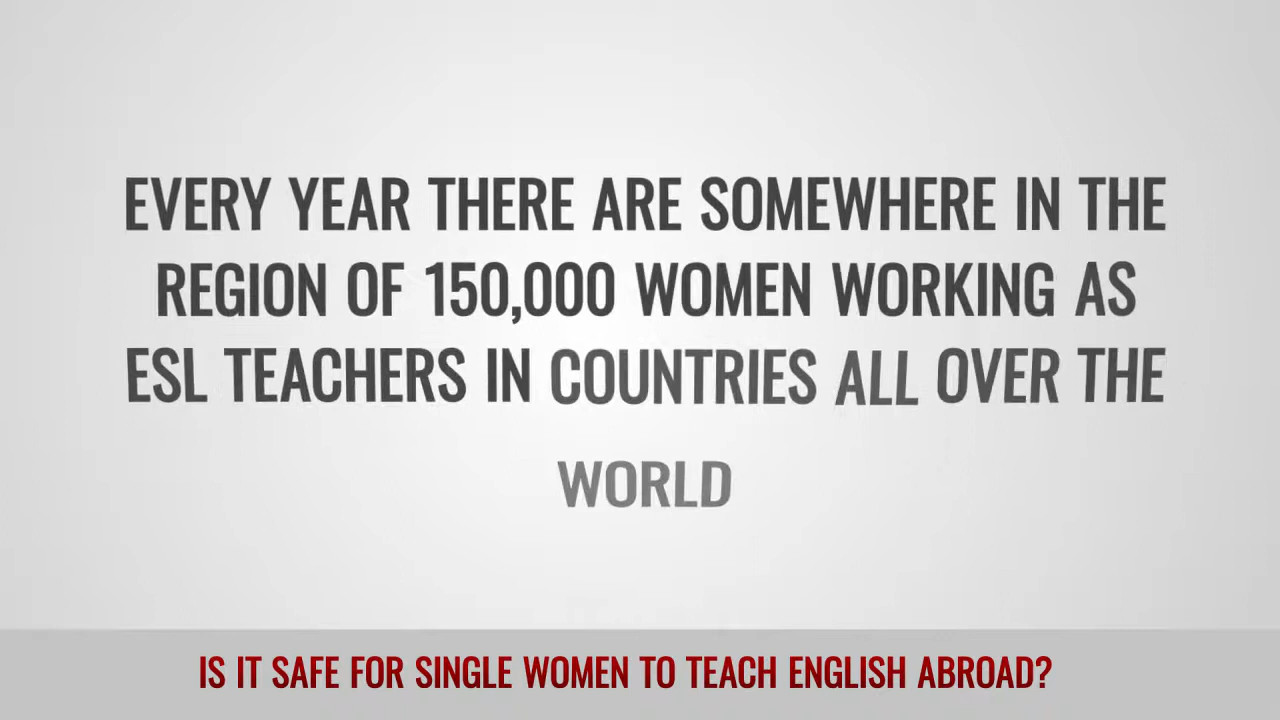 EVERY YEAR THERE ARE SOMEWHERE IN THE
REGION OF 150,000 WOMEN WORKING AS
ESL TEACHERS IN COUNTRIES ALL OVER THE
WORLD
IS IT SAFE FOR SINGLE WOMEN TO TEACH ENGLISH ABROAD?